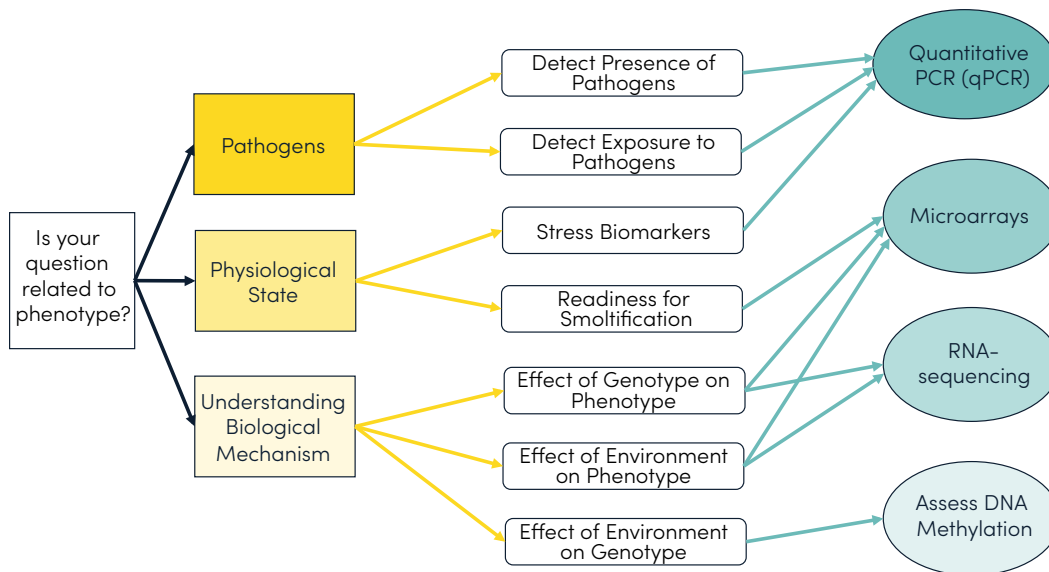 Is your
question
related to
phenotype?
Pathogens
Physiological
State
Understanding
Biological
Mechanism
Detect Presence of
Pathogens
Detect Exposure to
Pathogens
Stress Biomarkers
Readiness for
Smoltification
Effect of Genotype on
Phenotype
Effect of Environment
on Phenotype
Effect of Environment
on Genotype
Quantitative
PCR (qPCR)
Microarrays
RNA-
sequencing
Assess DNA
Methylation